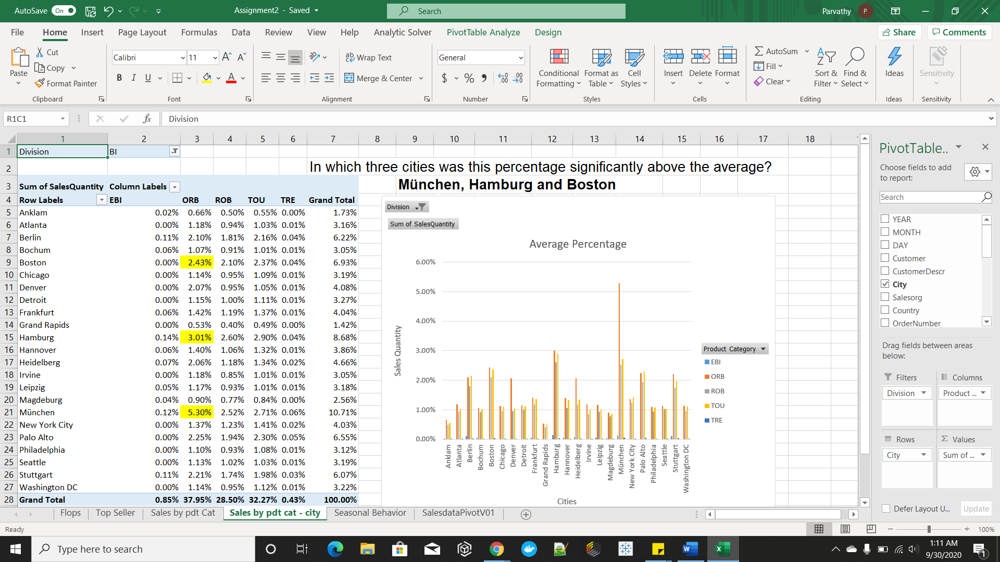 AutoSave On Assignment2 - Saved Search Parvathy P
File Home Insert Page Layout Formulas Data Review View Help Analytic Solver PivotTable Analyze Design Share Comments
Paste Cut Copy Format Painter
Calibri 11
B I U
Wrap Text
Merge & Center
General
$ % ,
Conditional Formatting Format as Table Cell Styles
Insert Delete Format
AutoSum Fill Clear
Sort & Filter Find & Select
Ideas
Sensitivity
Clipboard Font Alignment Number Styles Cells Editing Ideas Sensitivity
R1C1 fx Division
1 2 3 4 5 6 7 8 9 10 11 12 13 14 15 16 17 18
1 Division BI
2 In which three cities was this percentage significantly above the average?
3 Sum of SalesQuantity Column Labels München, Hamburg and Boston
4 Row Labels EBI ORB ROB TOU TRE Grand Total
5 Anklam 0.02% 0.66% 0.50% 0.55% 0.00% 1.73%
6 Atlanta 0.00% 1.18% 0.94% 1.03% 0.01% 3.16%
7 Berlin 0.11% 2.10% 1.81% 2.16% 0.04% 6.22%
8 Bochum 0.06% 1.07% 0.91% 1.01% 0.01% 3.05%
9 Boston 0.00% 2.43% 2.10% 2.37% 0.04% 6.93%
10 Chicago 0.00% 1.14% 0.95% 1.09% 0.01% 3.19%
11 Denver 0.00% 2.07% 0.95% 1.05% 0.01% 4.08%
12 Detroit 0.00% 1.15% 1.00% 1.11% 0.01% 3.27%
13 Frankfurt 0.06% 1.42% 1.19% 1.37% 0.01% 4.04%
14 Grand Rapids 0.00% 0.53% 0.40% 0.49% 0.00% 1.42%
15 Hamburg 0.14% 3.01% 2.60% 2.90% 0.04% 8.68%
16 Hannover 0.06% 1.40% 1.06% 1.32% 0.01% 3.86%
17 Heidelberg 0.07% 2.06% 1.18% 1.34% 0.02% 4.66%
18 Irvine 0.00% 1.18% 0.85% 1.01% 0.01% 3.05%
19 Leipzig 0.05% 1.17% 0.93% 1.01% 0.01% 3.18%
20 Magdeburg 0.04% 0.90% 0.77% 0.84% 0.00% 2.56%
21 München 0.12% 5.30% 2.52% 2.71% 0.06% 10.71%
22 New York City 0.00% 1.37% 1.23% 1.41% 0.02% 4.03%
23 Palo Alto 0.00% 2.25% 1.94% 2.30% 0.05% 6.55%
24 Philadelphia 0.00% 1.10% 0.93% 1.08% 0.01% 3.12%
25 Seattle 0.00% 1.13% 1.02% 1.03% 0.01% 3.19%
26 Stuttgart 0.11% 2.21% 1.74% 1.98% 0.03% 6.07%
27 Washington DC 0.00% 1.14% 0.95% 1.12% 0.01% 3.22%
28 Grand Total 0.85% 37.95% 28.50% 32.27% 0.43% 100.00%
Division
Sum of SalesQuantity
Average Percentage
6.00%
5.00%
4.00%
3.00%
2.00%
1.00%
0.00%
Sales Quantity
Anklam
Atlanta
Berlin
Bochum
Boston
Chicago
Denver
Detroit
Frankfurt
Grand Rapids
Hamburg
Hannover
Heidelberg
Irvine
Leipzig
Magdeburg
München
New York City
Palo Alto
Philadelphia
Seattle
Stuttgart
Washington DC
Cities
Product Category
EBI
ORB
ROB
TOU
TRE
PivotTable..
Choose fields to add
to report:
Search
YEAR
MONTH
DAY
Customer
CustomerDescr
City
Salesorg
Country
OrderNumber
Drag fields between areas
below:
Filters Columns
Division Product ...
Rows Σ Values
City Sum of ...
Defer Layout U... Update
Flops Top Seller Sales by pdt Cat Sales by pdt cat - city Seasonal Behavior SalesdataPivotV01
Ready 100%
Type here to search
1:11 AM
9/30/2020
1